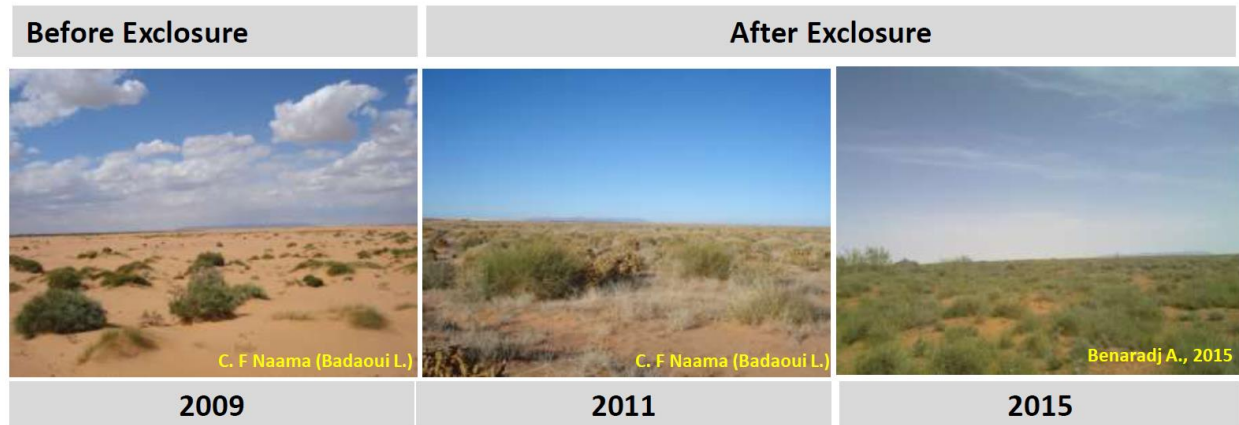 Before Exclosure
After Exclosure
C. F Naama (Badaoui L.)
C. F Naama (Badaoui L.)
Benaradj A., 2015
2009
2011
2015